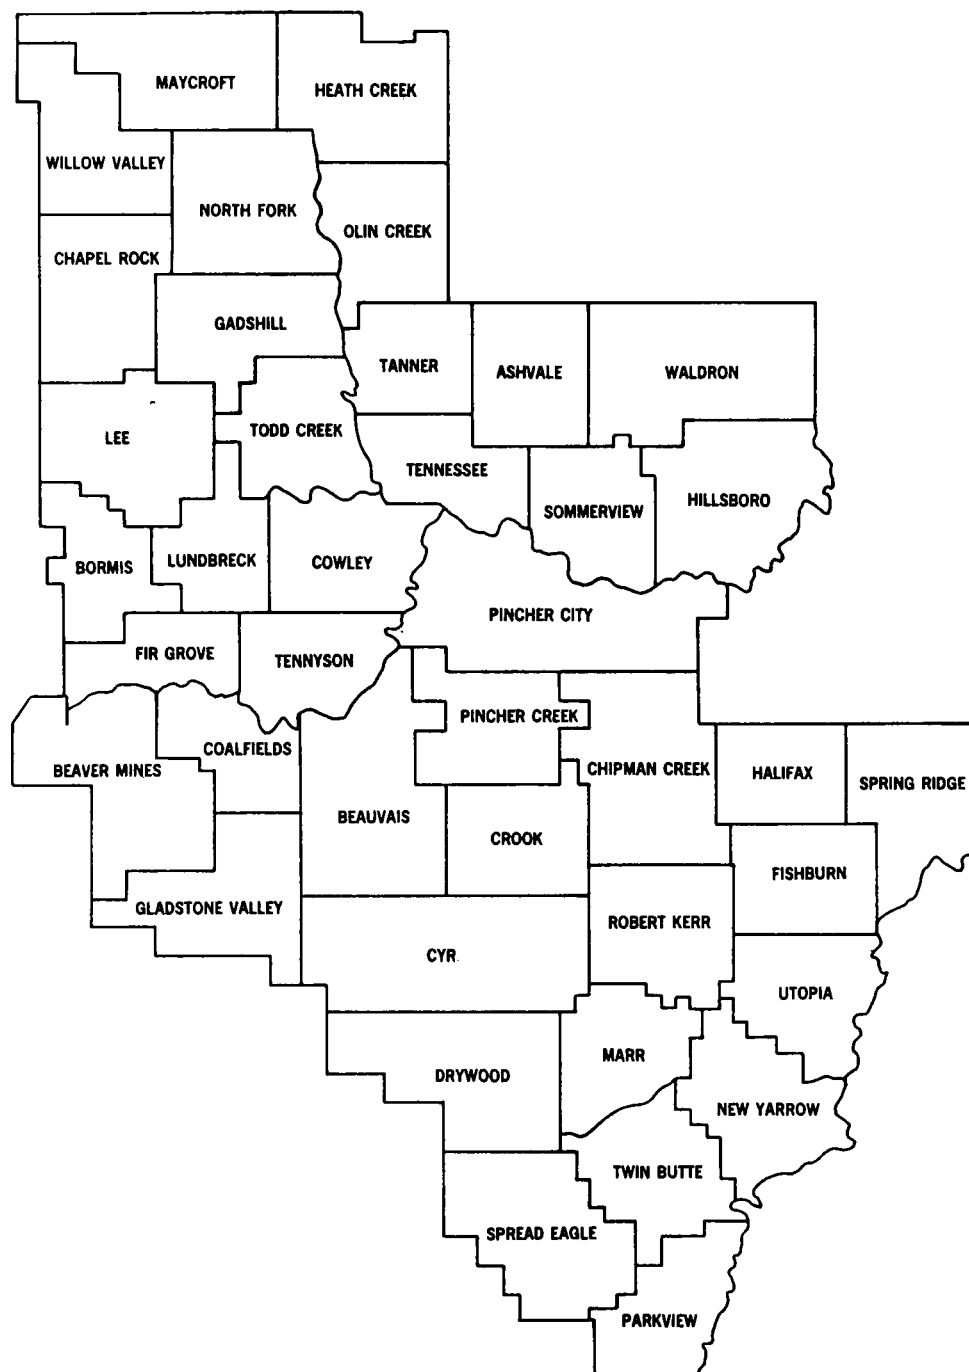 MAYCROFT
HEATH CREEK
WILLOW VALLEY
NORTH FORK
OLIN CREEK
CHAPEL ROCK
GADSHILL
TANNER
ASHVALE
WALDRON
LEE
TODD CREEK
TENNESSEE
SOMMERVIEW
HILLSBORO
BORMIS
LUNDBRECK
COWLEY
PINCHER CITY
FIR GROVE
TENNYSON
PINCHER CREEK
COALFIELDS
BEAVER MINES
CHIPMAN CREEK
HALIFAX
SPRING RIDGE
BEAUVAIS
CROOK
FISHBURN
GLADSTONE VALLEY
ROBERT KERR
CYR
UTOPIA
MARR
DRYWOOD
NEW YARROW
TWIN BUTTE
SPREAD EAGLE
PARKVIEW